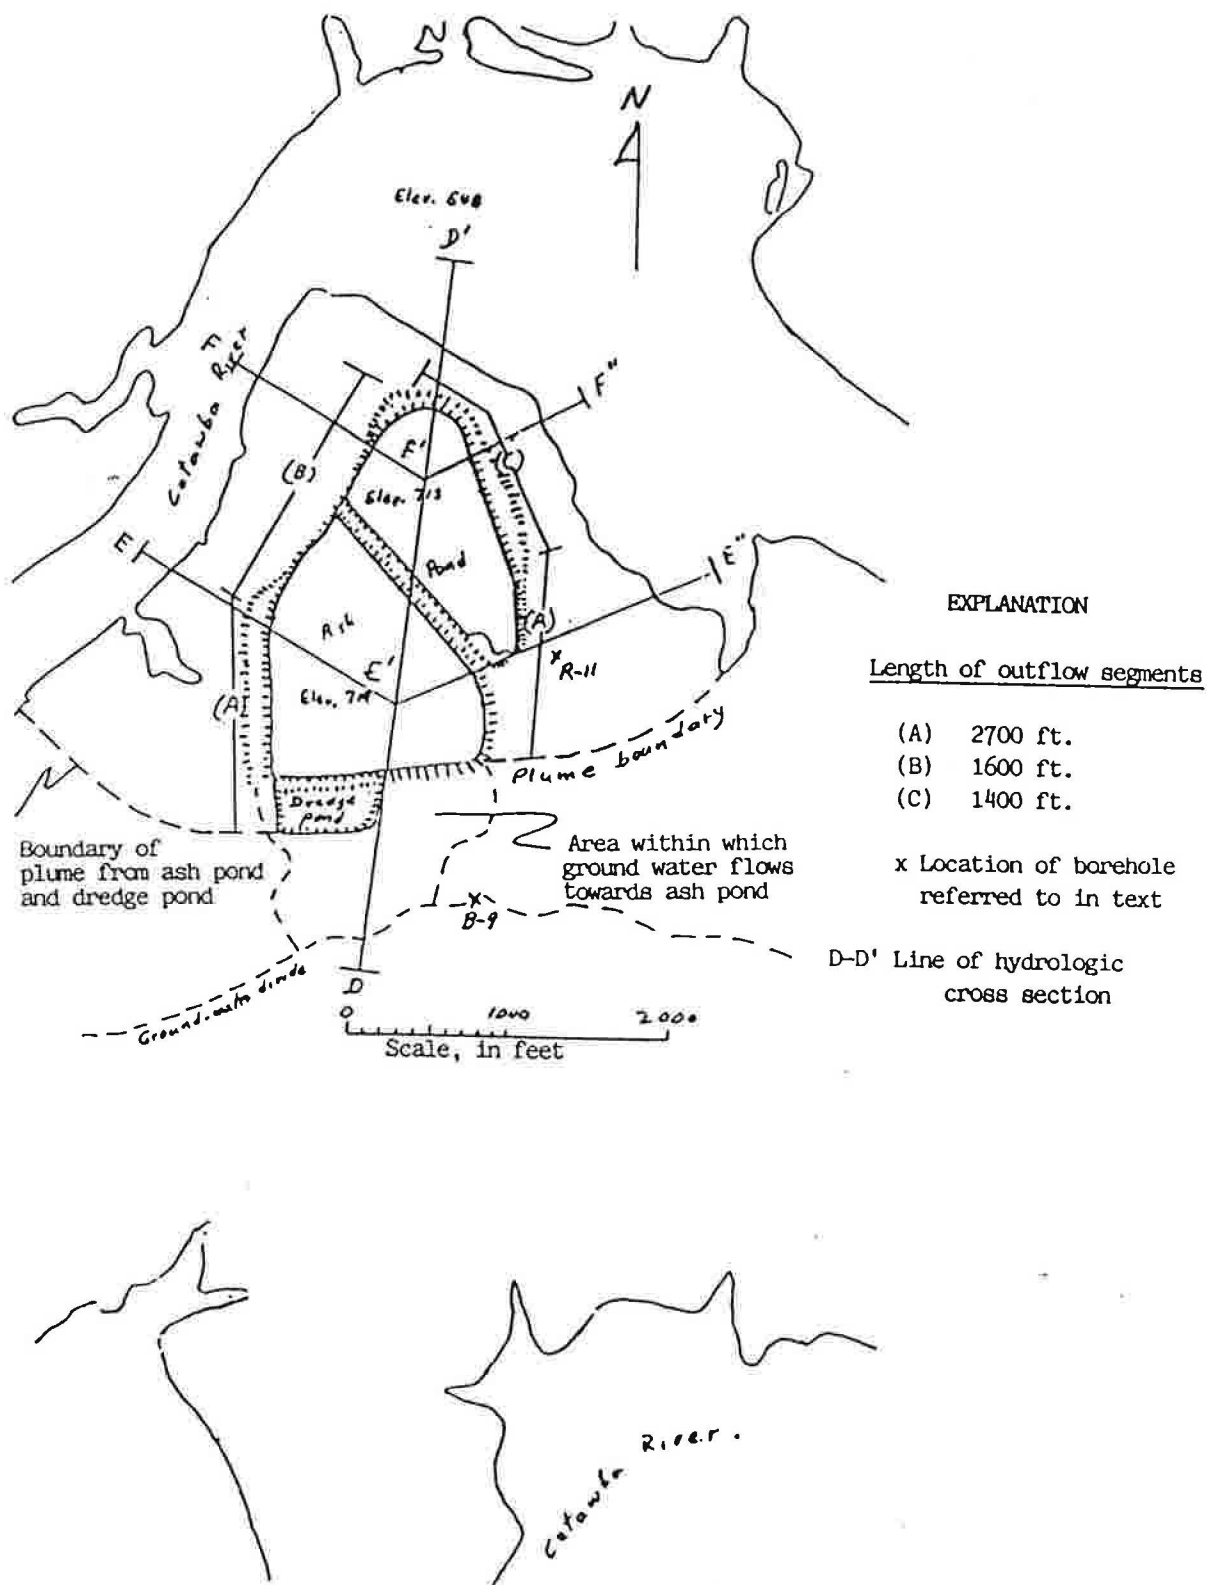 N
Elev. 648
D'
F
Catawba River
F"
(B)
F'
(C)
Elev. 718
E
Pond
E"
Ash
(A)
E'
x
R-11
Elev. 719
(A)
Plume boundary
Dredge
pond
EXPLANATION
Length of outflow segments
(A) 2700 ft.
(B) 1600 ft.
(C) 1400 ft.
x Location of borehole
referred to in text
D-D' Line of hydrologic
cross section
Boundary of
plume from ash pond
and dredge pond
Area within which
ground water flows
towards ash pond
x
B-9
D
Ground-water divide
0 1000 2000
Scale, in feet
Catawba River